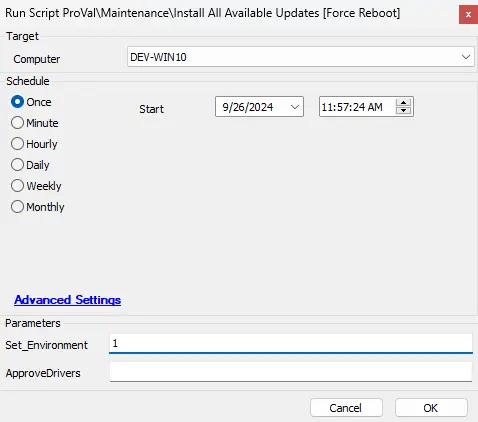 Run Script ProVal\Maintenance\Install All Available Updates [Force Reboot] x
Target
Computer DEV-WIN10
Schedule
Once Start 9/26/2024 11:57:24 AM
Minute
Hourly
Daily
Weekly
Monthly
Advanced Settings
Parameters
Set_Environment 1
ApproveDrivers
Cancel OK